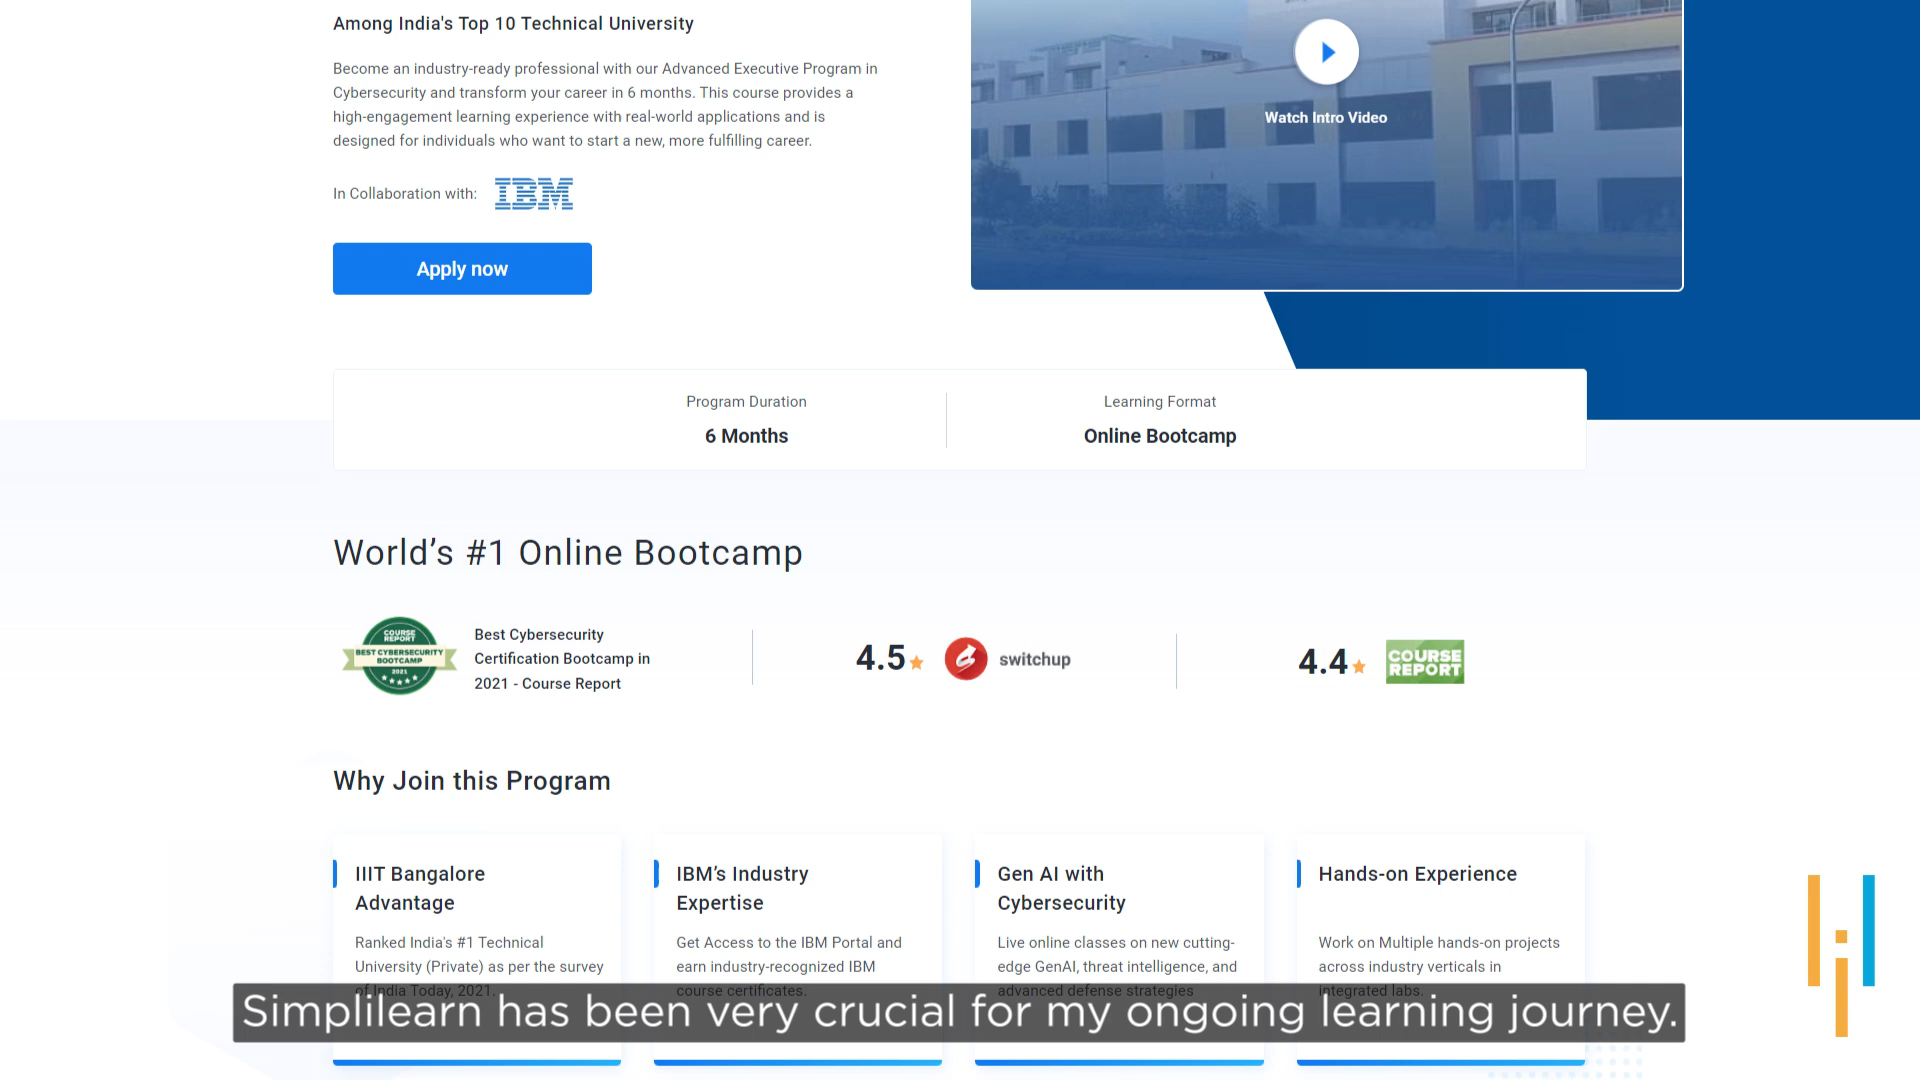 Among India's Top 10 Technical University
Become an industry-ready professional with our Advanced Executive Program in
Cybersecurity and transform your career in 6 months. This course provides a
high-engagement learning experience with real-world applications and is
designed for individuals who want to start a new, more fulfilling career.
In Collaboration with: IBM
Apply now
Watch Intro Video
Program Duration
6 Months
Learning Format
Online Bootcamp
World’s #1 Online Bootcamp
COURSE
REPORT
BEST CYBERSECURITY
BOOTCAMP
2021
Best Cybersecurity
Certification Bootcamp in
2021 - Course Report
4.5 switchup
4.4 COURSE
REPORT
Why Join this Program
IIIT Bangalore
Advantage
Ranked India's #1 Technical
University (Private) as per the survey
of India Today, 2021.
IBM’s Industry
Expertise
Get Access to the IBM Portal and
earn industry-recognized IBM
course certificates.
Gen AI with
Cybersecurity
Live online classes on new cutting-
edge GenAI, threat intelligence, and
advanced defense strategies
Hands-on Experience
Work on Multiple hands-on projects
across industry verticals in
integrated labs.
Simplilearn has been very crucial for my ongoing learning journey.